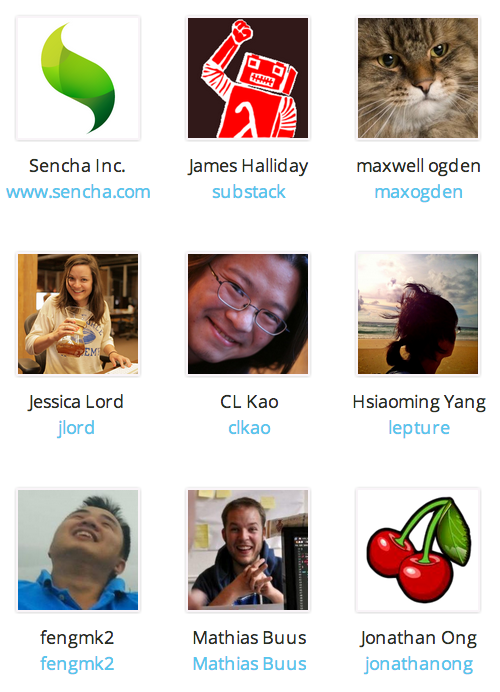 Sencha Inc.
www.sencha.com
James Halliday
substack
maxwell ogden
maxogden
Jessica Lord
jlord
CL Kao
clkao
Hsiaoming Yang
lepture
fengmk2
fengmk2
Mathias Buus
Mathias Buus
Jonathan Ong
jonathanong